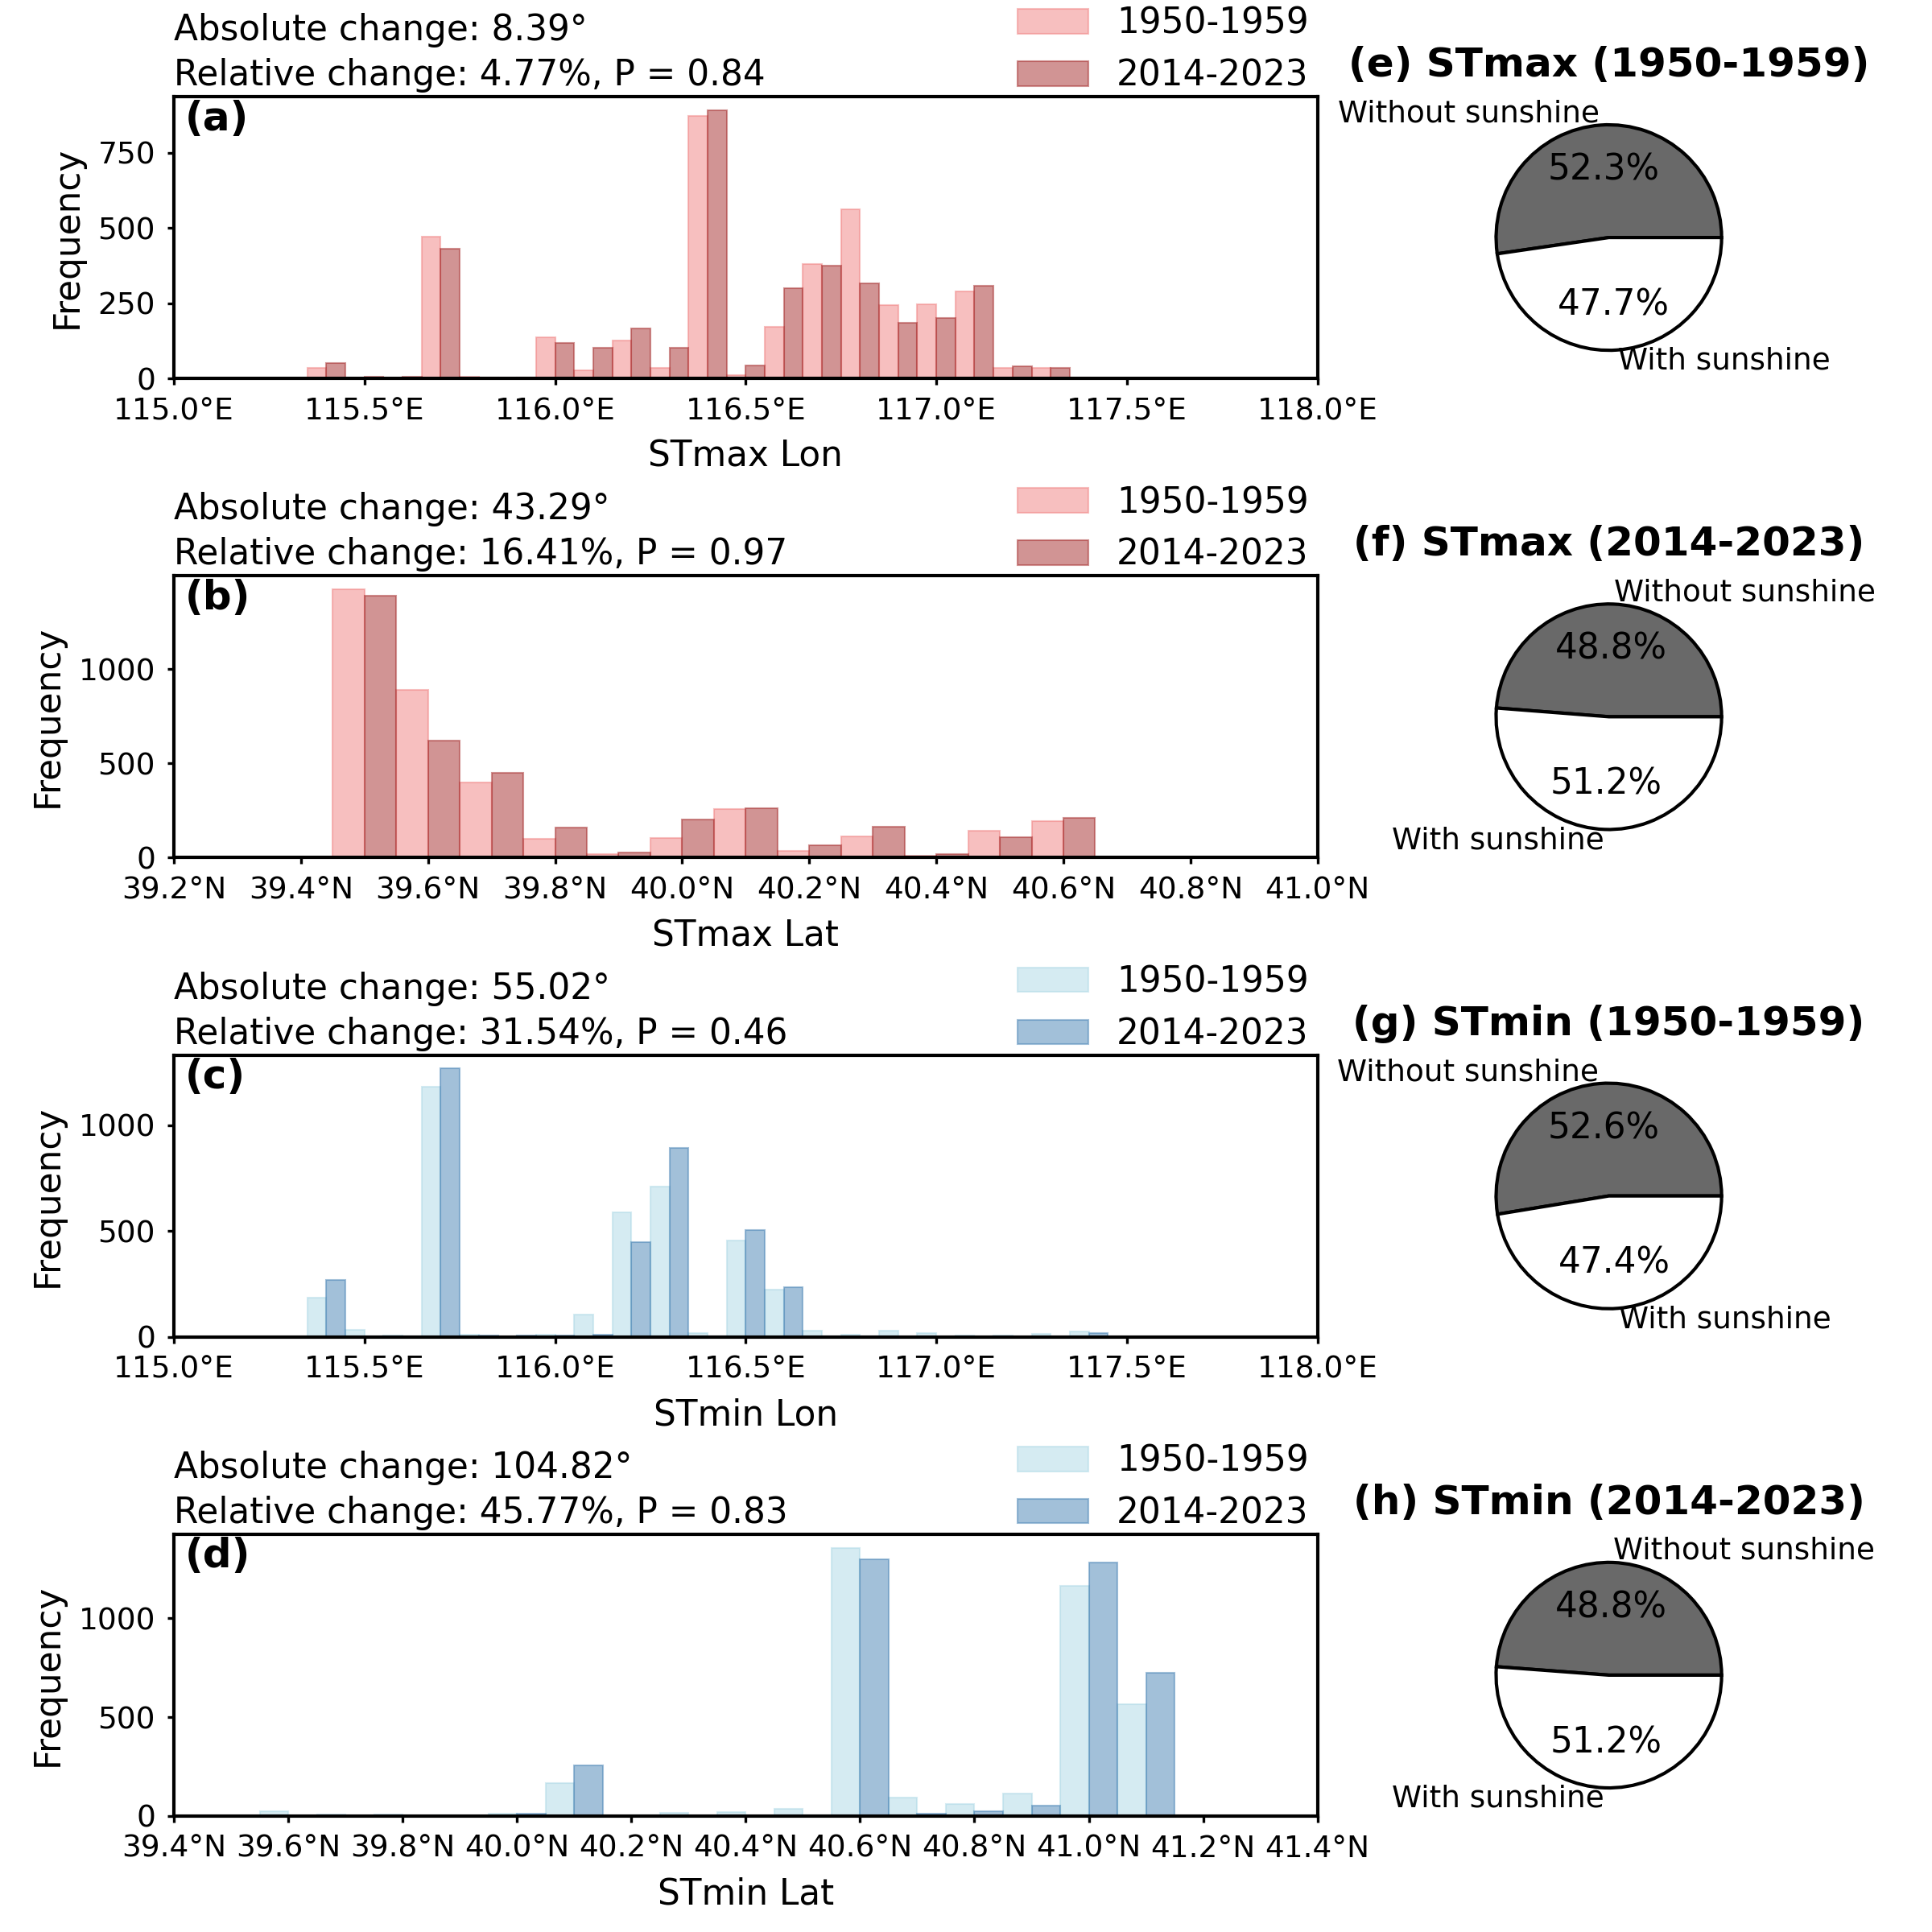 Absolute change: 8.39°
Relative change: 4.77%, P = 0.84
1950-1959
2014-2023
(a)
Frequency
750
500
250
0
115.0°E 115.5°E 116.0°E 116.5°E 117.0°E 117.5°E 118.0°E
STmax Lon
(e) STmax (1950-1959)
Without sunshine
52.3%
47.7%
With sunshine
Absolute change: 43.29°
Relative change: 16.41%, P = 0.97
1950-1959
2014-2023
(b)
Frequency
1000
500
0
39.2°N 39.4°N 39.6°N 39.8°N 40.0°N 40.2°N 40.4°N 40.6°N 40.8°N 41.0°N
STmax Lat
(f) STmax (2014-2023)
Without sunshine
48.8%
51.2%
With sunshine
Absolute change: 55.02°
Relative change: 31.54%, P = 0.46
1950-1959
2014-2023
(c)
Frequency
1000
500
0
115.0°E 115.5°E 116.0°E 116.5°E 117.0°E 117.5°E 118.0°E
STmin Lon
(g) STmin (1950-1959)
Without sunshine
52.6%
47.4%
With sunshine
Absolute change: 104.82°
Relative change: 45.77%, P = 0.83
1950-1959
2014-2023
(d)
Frequency
1000
500
0
39.4°N 39.6°N 39.8°N 40.0°N 40.2°N 40.4°N 40.6°N 40.8°N 41.0°N 41.2°N 41.4°N
STmin Lat
(h) STmin (2014-2023)
Without sunshine
48.8%
51.2%
With sunshine